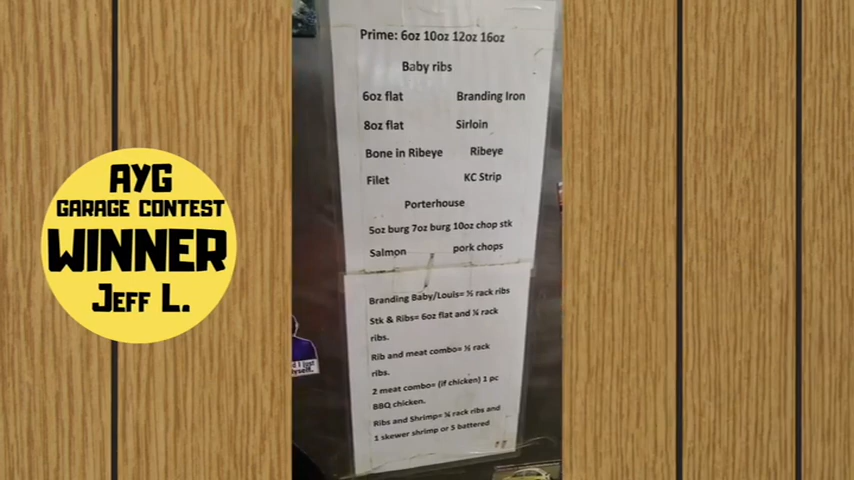 AYG
GARAGE CONTEST
WINNER
JEFF L.
Prime: 6oz 10oz 12oz 16oz
Baby ribs
6oz flat Branding Iron
8oz flat Sirloin
Bone in Ribeye Ribeye
Filet KC Strip
Porterhouse
5oz burg 7oz burg 10oz chop stk
Salmon pork chops
Branding Baby/Louis= ½ rack ribs
Stk & Ribs= 6oz flat and ¼ rack
ribs.
Rib and meat combo= ½ rack
ribs.
2 meat combo= (if chicken) 1 pc
BBQ chicken.
Ribs and Shrimp= ¼ rack ribs and
1 skewer shrimp or 5 battered
I just